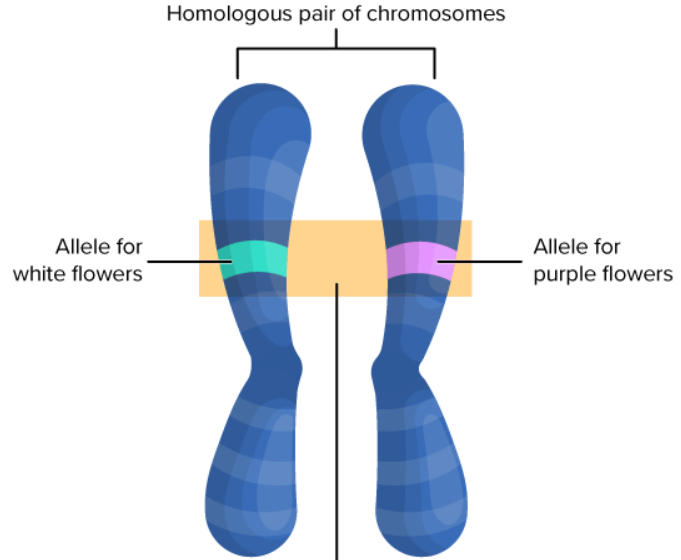 Homologous pair of chromosomes
Allele for
white flowers
Allele for
purple flowers